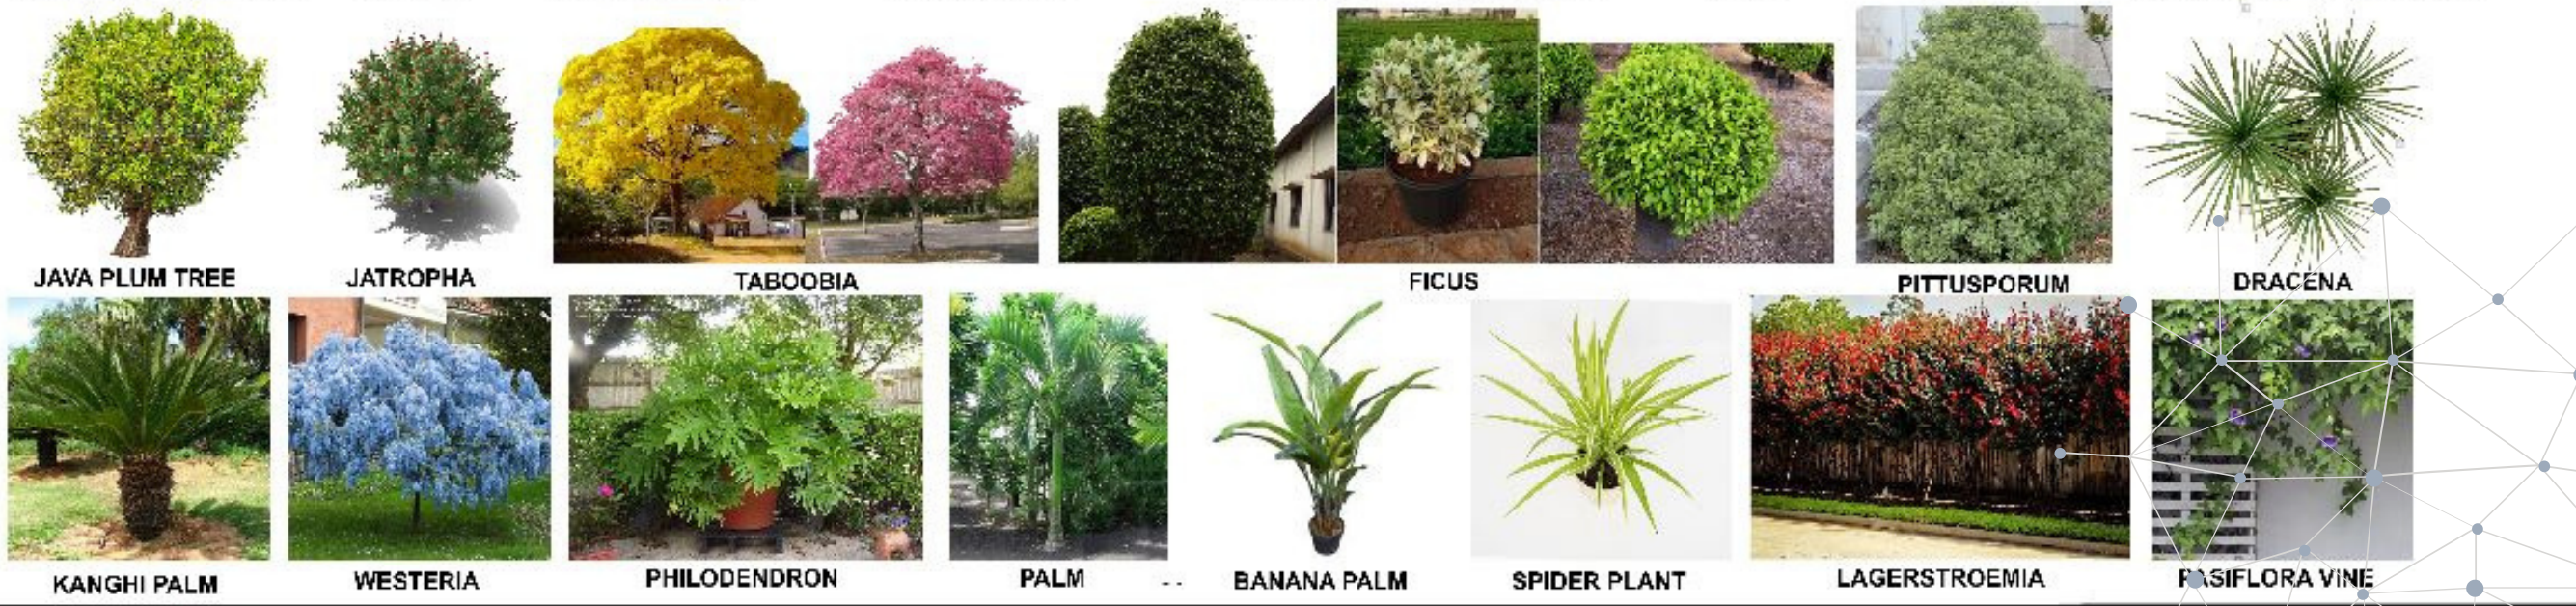 JAVA PLUM TREE
JATROPHA
TABOOBIA
FICUS
PITTUSPORUM
DRACENA
KANGHI PALM
WESTERIA
PHILODENDRON
PALM
BANANA PALM
SPIDER PLANT
LAGERSTROEMIA
PASIFLORA VINE